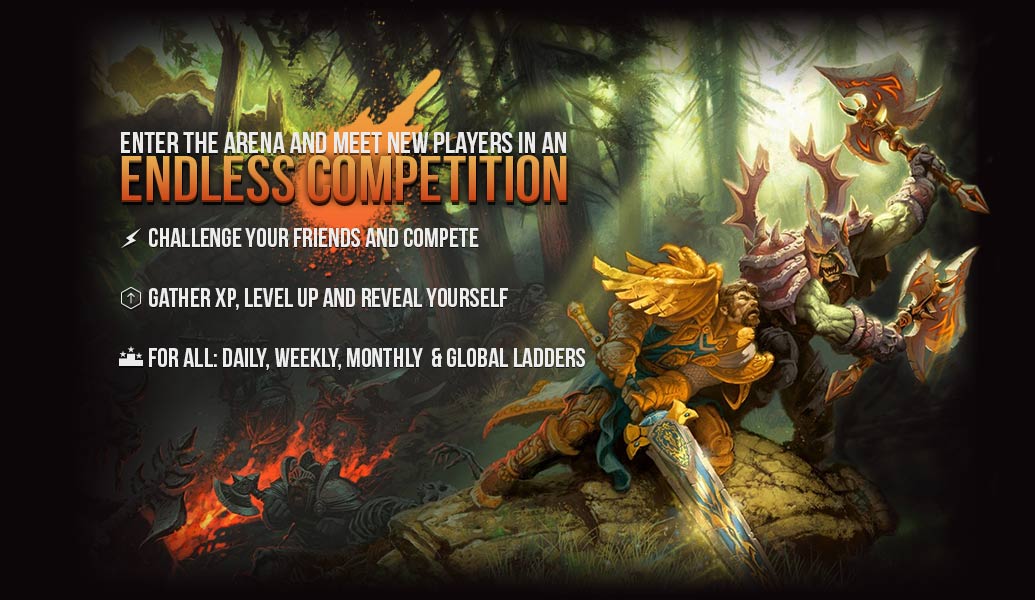 ENTER THE ARENA AND MEET NEW PLAYERS IN AN
ENDLESS COMPETITION
CHALLENGE YOUR FRIENDS AND COMPETE
GATHER XP, LEVEL UP AND REVEAL YOURSELF
FOR ALL: DAILY, WEEKLY, MONTHLY & GLOBAL LADDERS